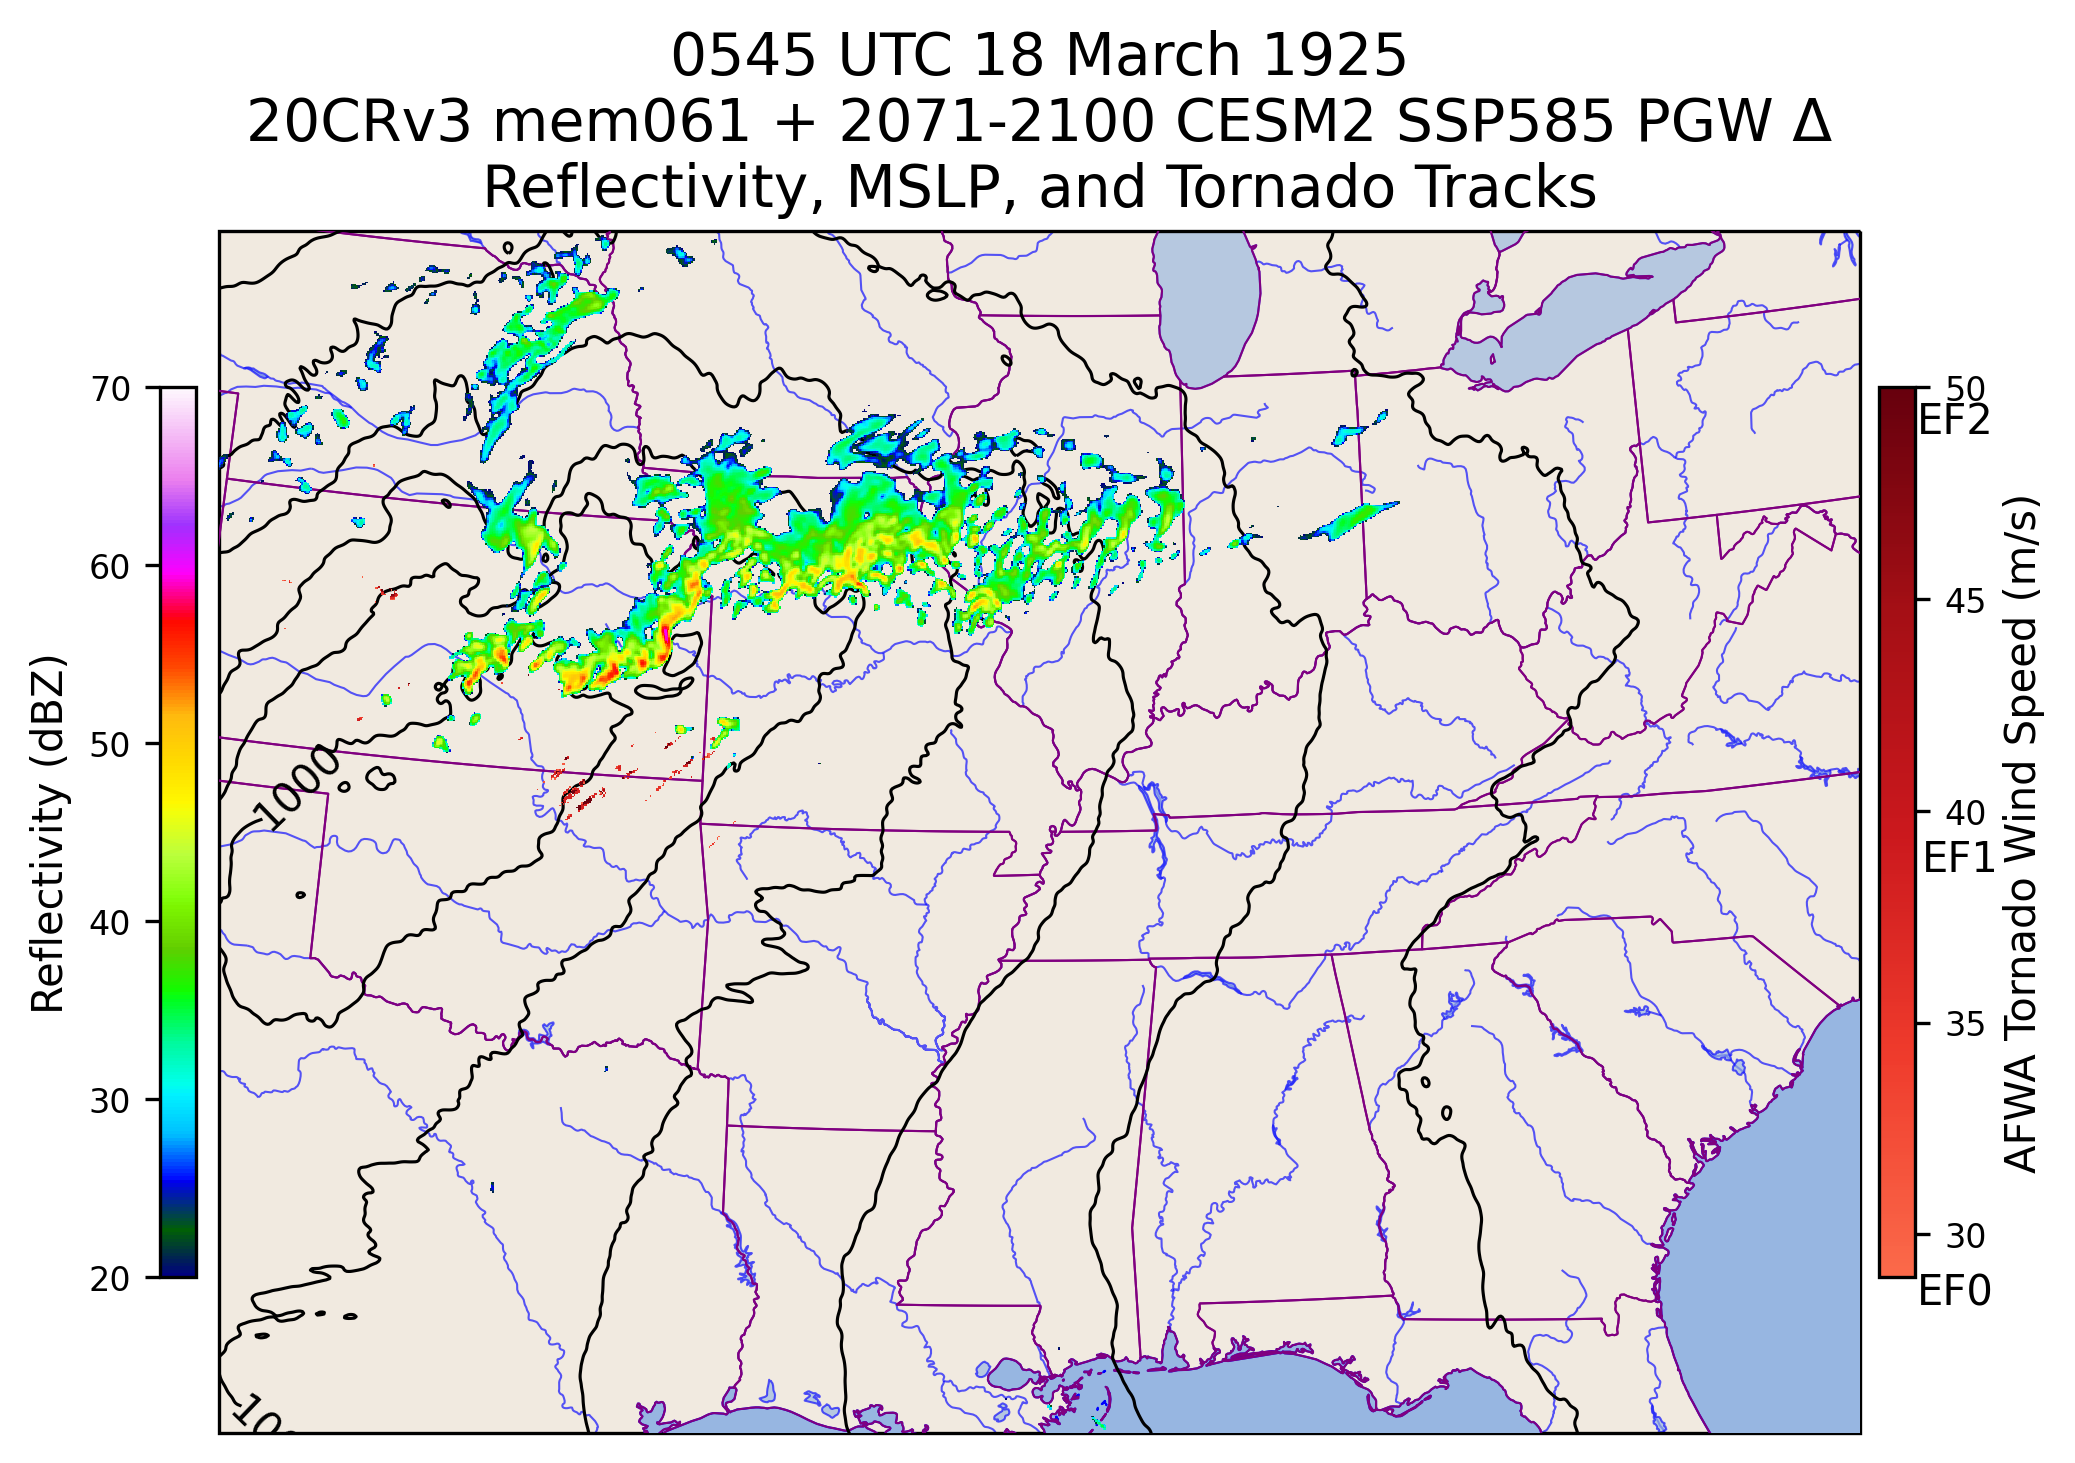 0545 UTC 18 March 1925
20CRv3 mem061 + 2071-2100 CESM2 SSP585 PGW Δ
Reflectivity, MSLP, and Tornado Tracks
70
60
50
40
30
20
Reflectivity (dBZ)
1000
50
EF2
45
40
EF1
35
30
EF0
AFWA Tornado Wind Speed (m/s)